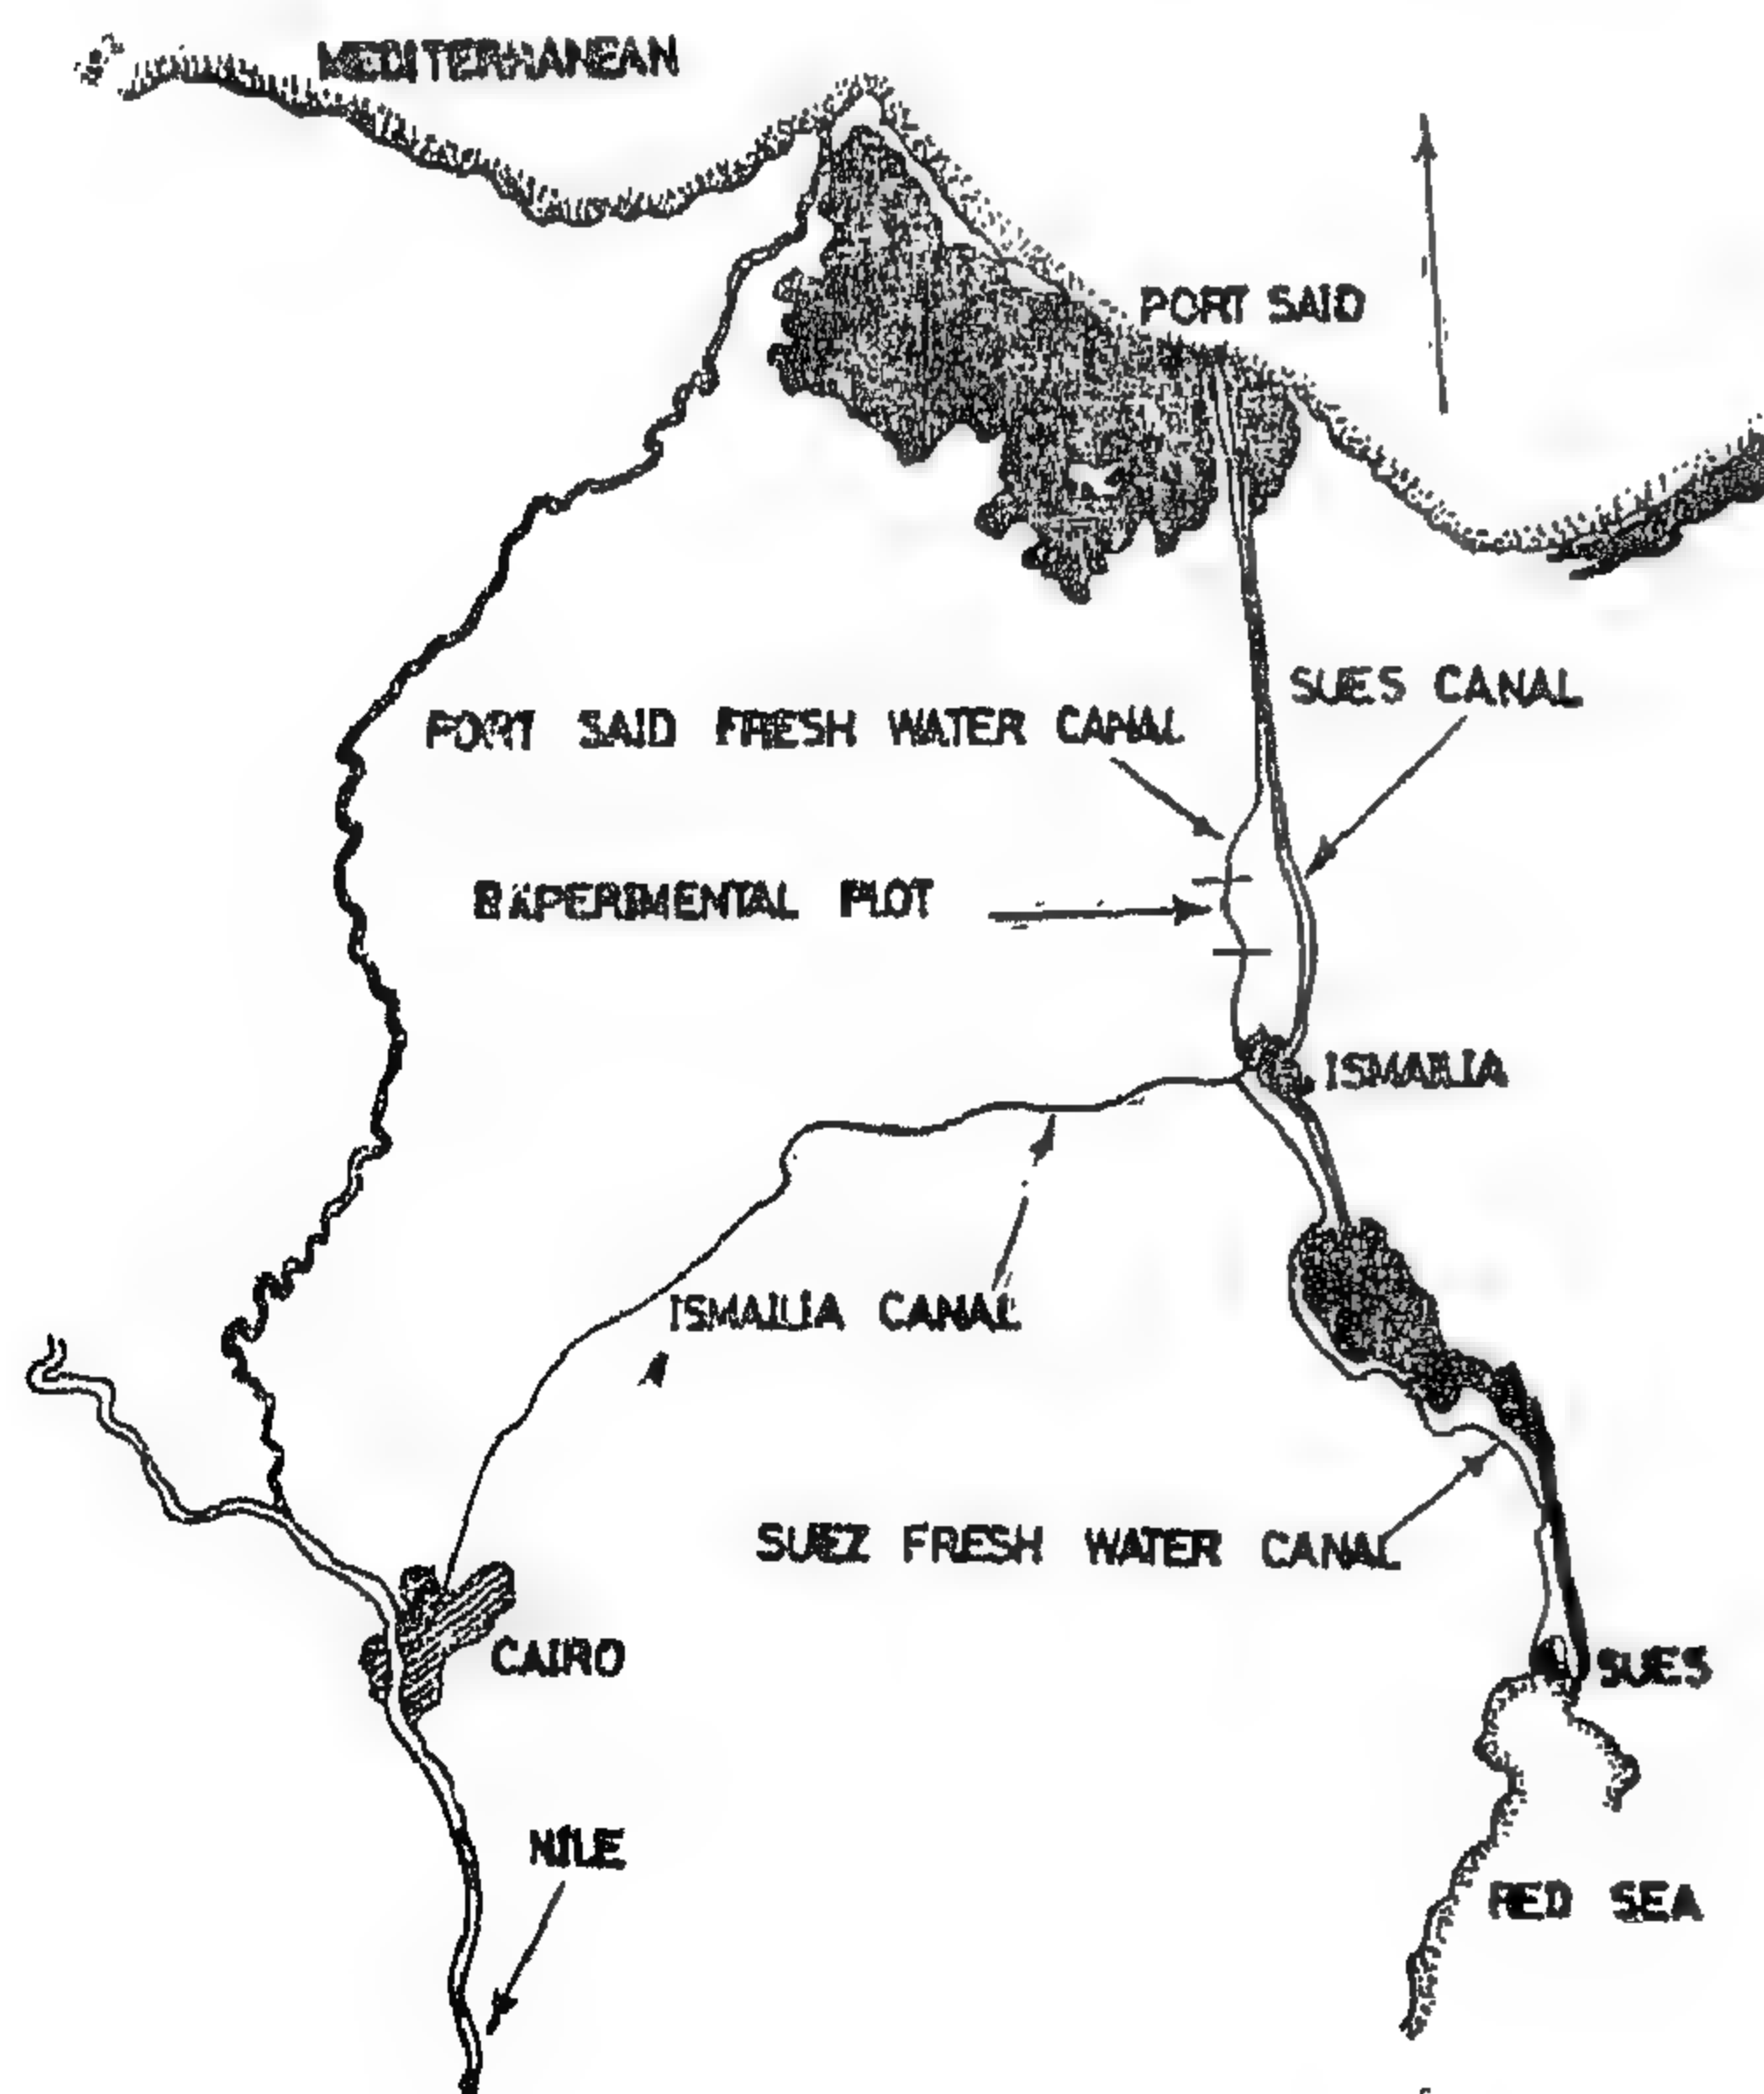 MEDITERRANEAN
PORT SAID
SUES CANAL
PORT SAID FRESH WATER CANAL
EXPERIMENTAL PLOT
ISMAILIA
ISMAILIA CANAL
SUEZ FRESH WATER CANAL
CAIRO
SUES
NILE
RED SEA